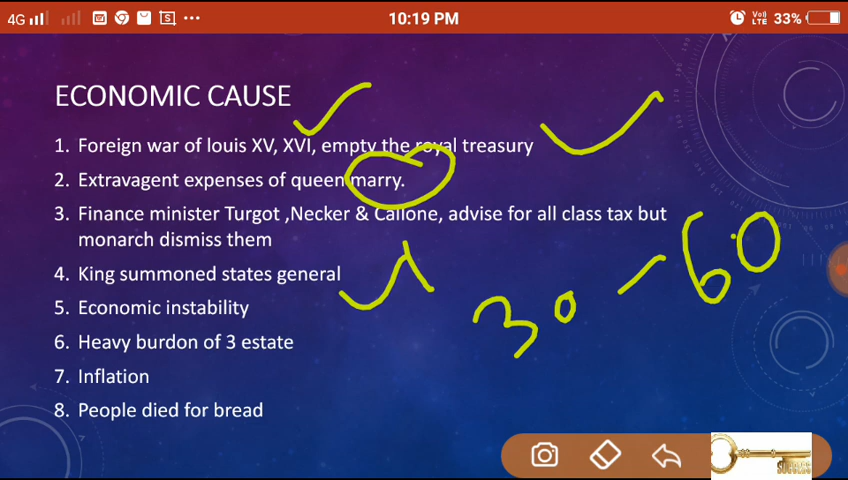 4G 10:19 PM Vo)) LTE 33%
ECONOMIC CAUSE
1. Foreign war of louis XV, XVI, empty the royal treasury
2. Extravagent expenses of queen marry.
3. Finance minister Turgot ,Necker & Callone, advise for all class tax but
monarch dismiss them
4. King summoned states general
30 - 60
5. Economic instability
6. Heavy burdon of 3 estate
7. Inflation
8. People died for bread
SUCCESS